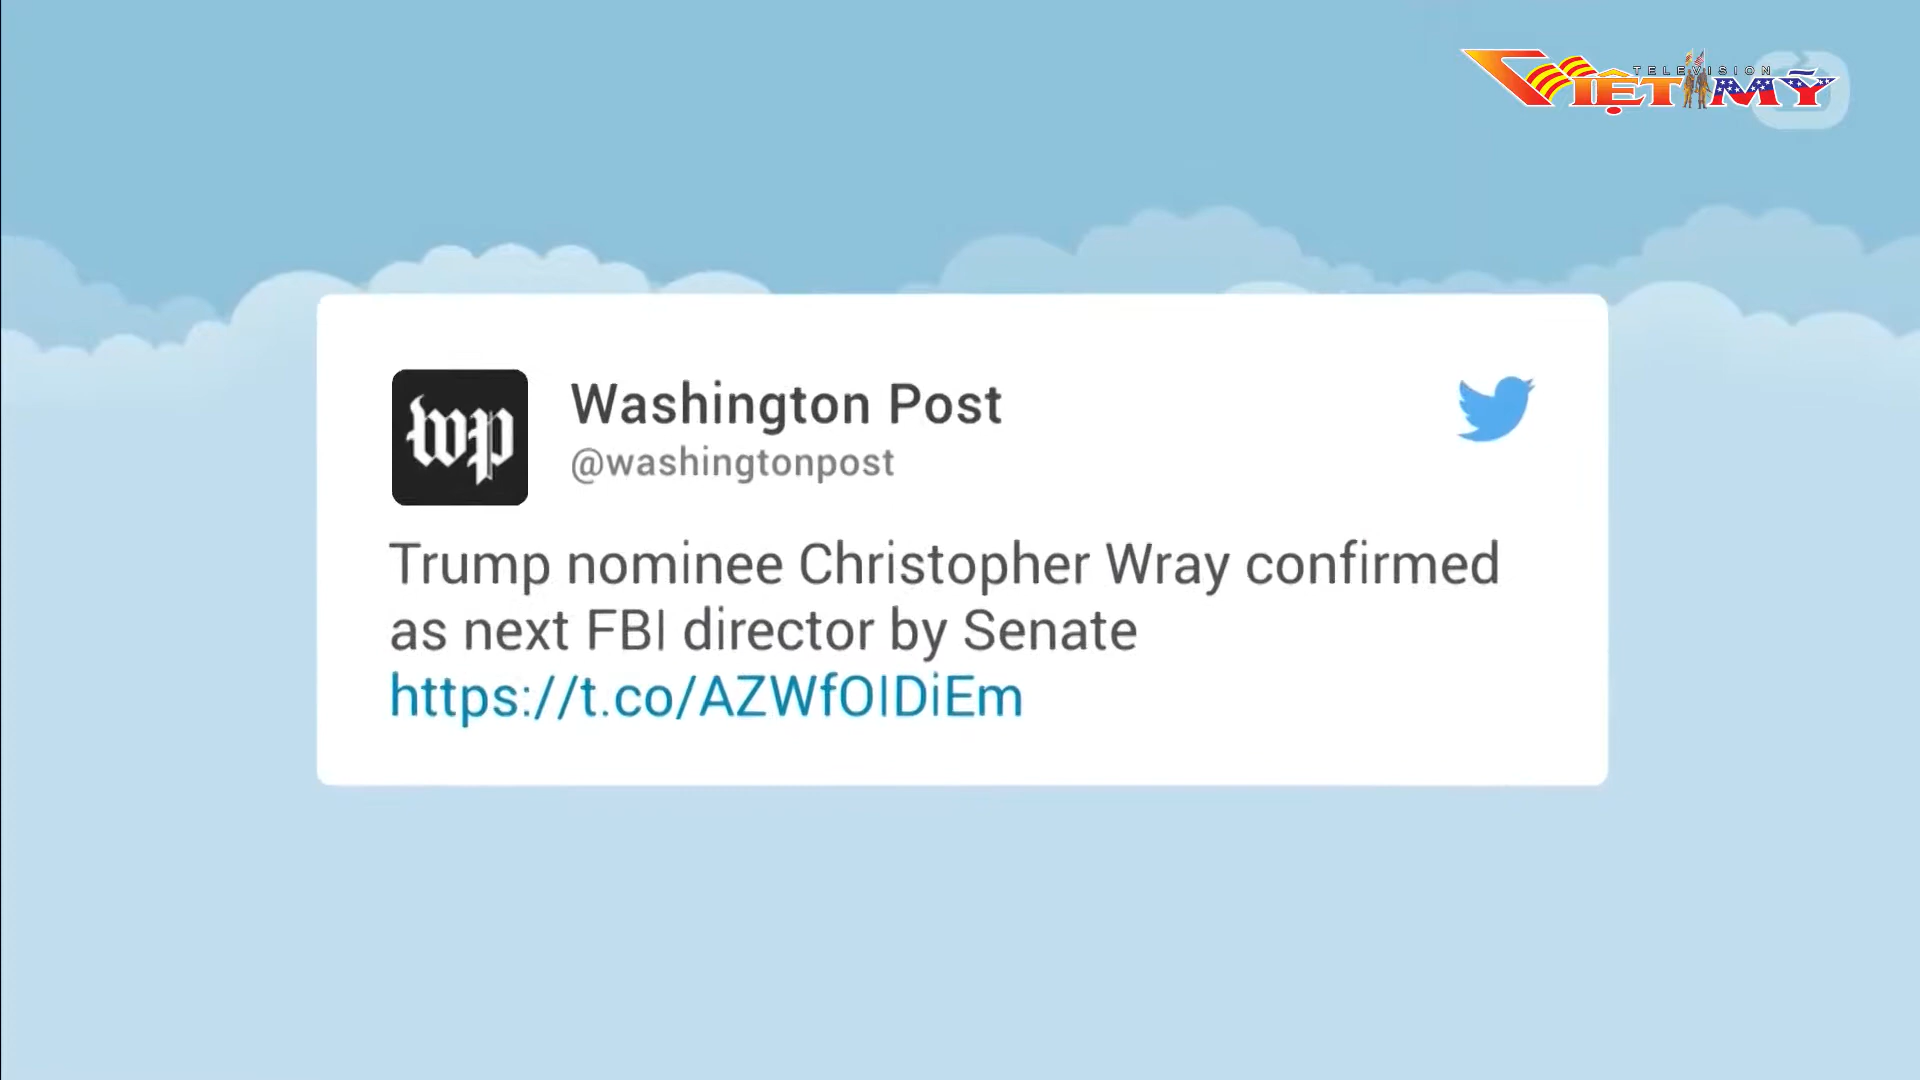 TELEVISION
VIỆT MỸ
wp
Washington Post
@washingtonpost
Trump nominee Christopher Wray confirmed
as next FBI director by Senate
https://t.co/AZWfOIDiEm